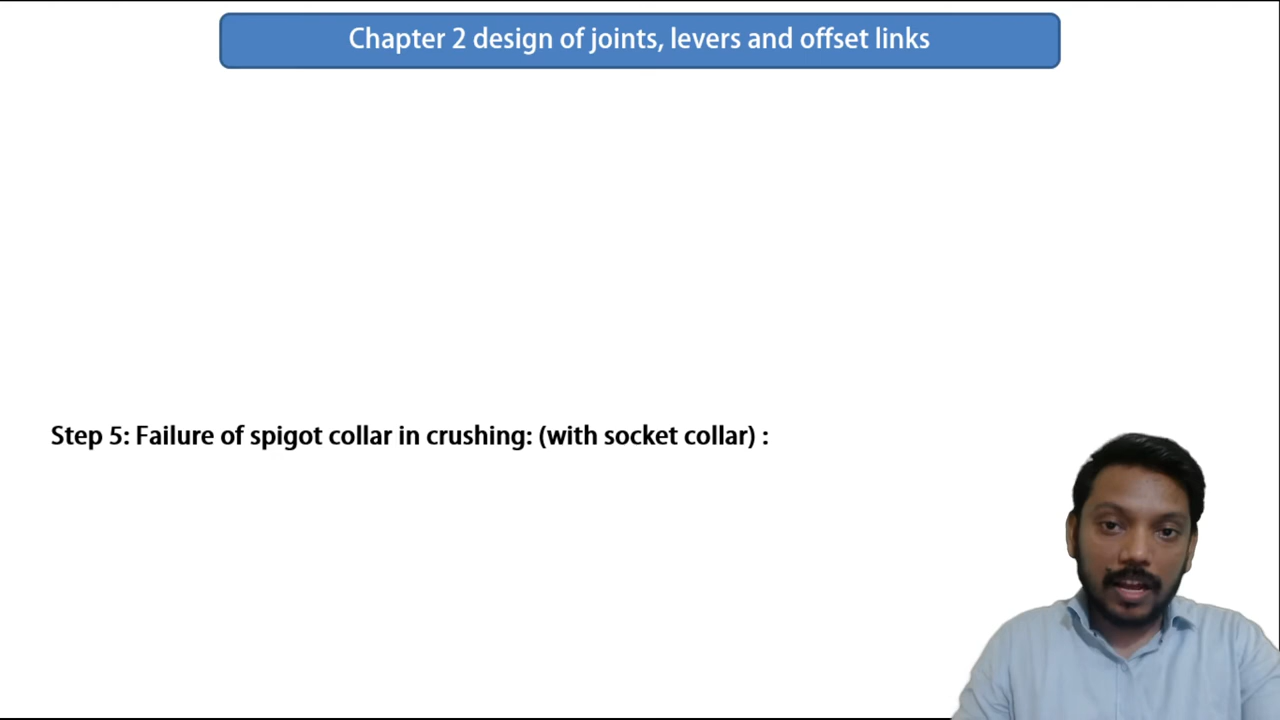 Chapter 2 design of joints, levers and offset links
Step 5: Failure of spigot collar in crushing: (with socket collar) :